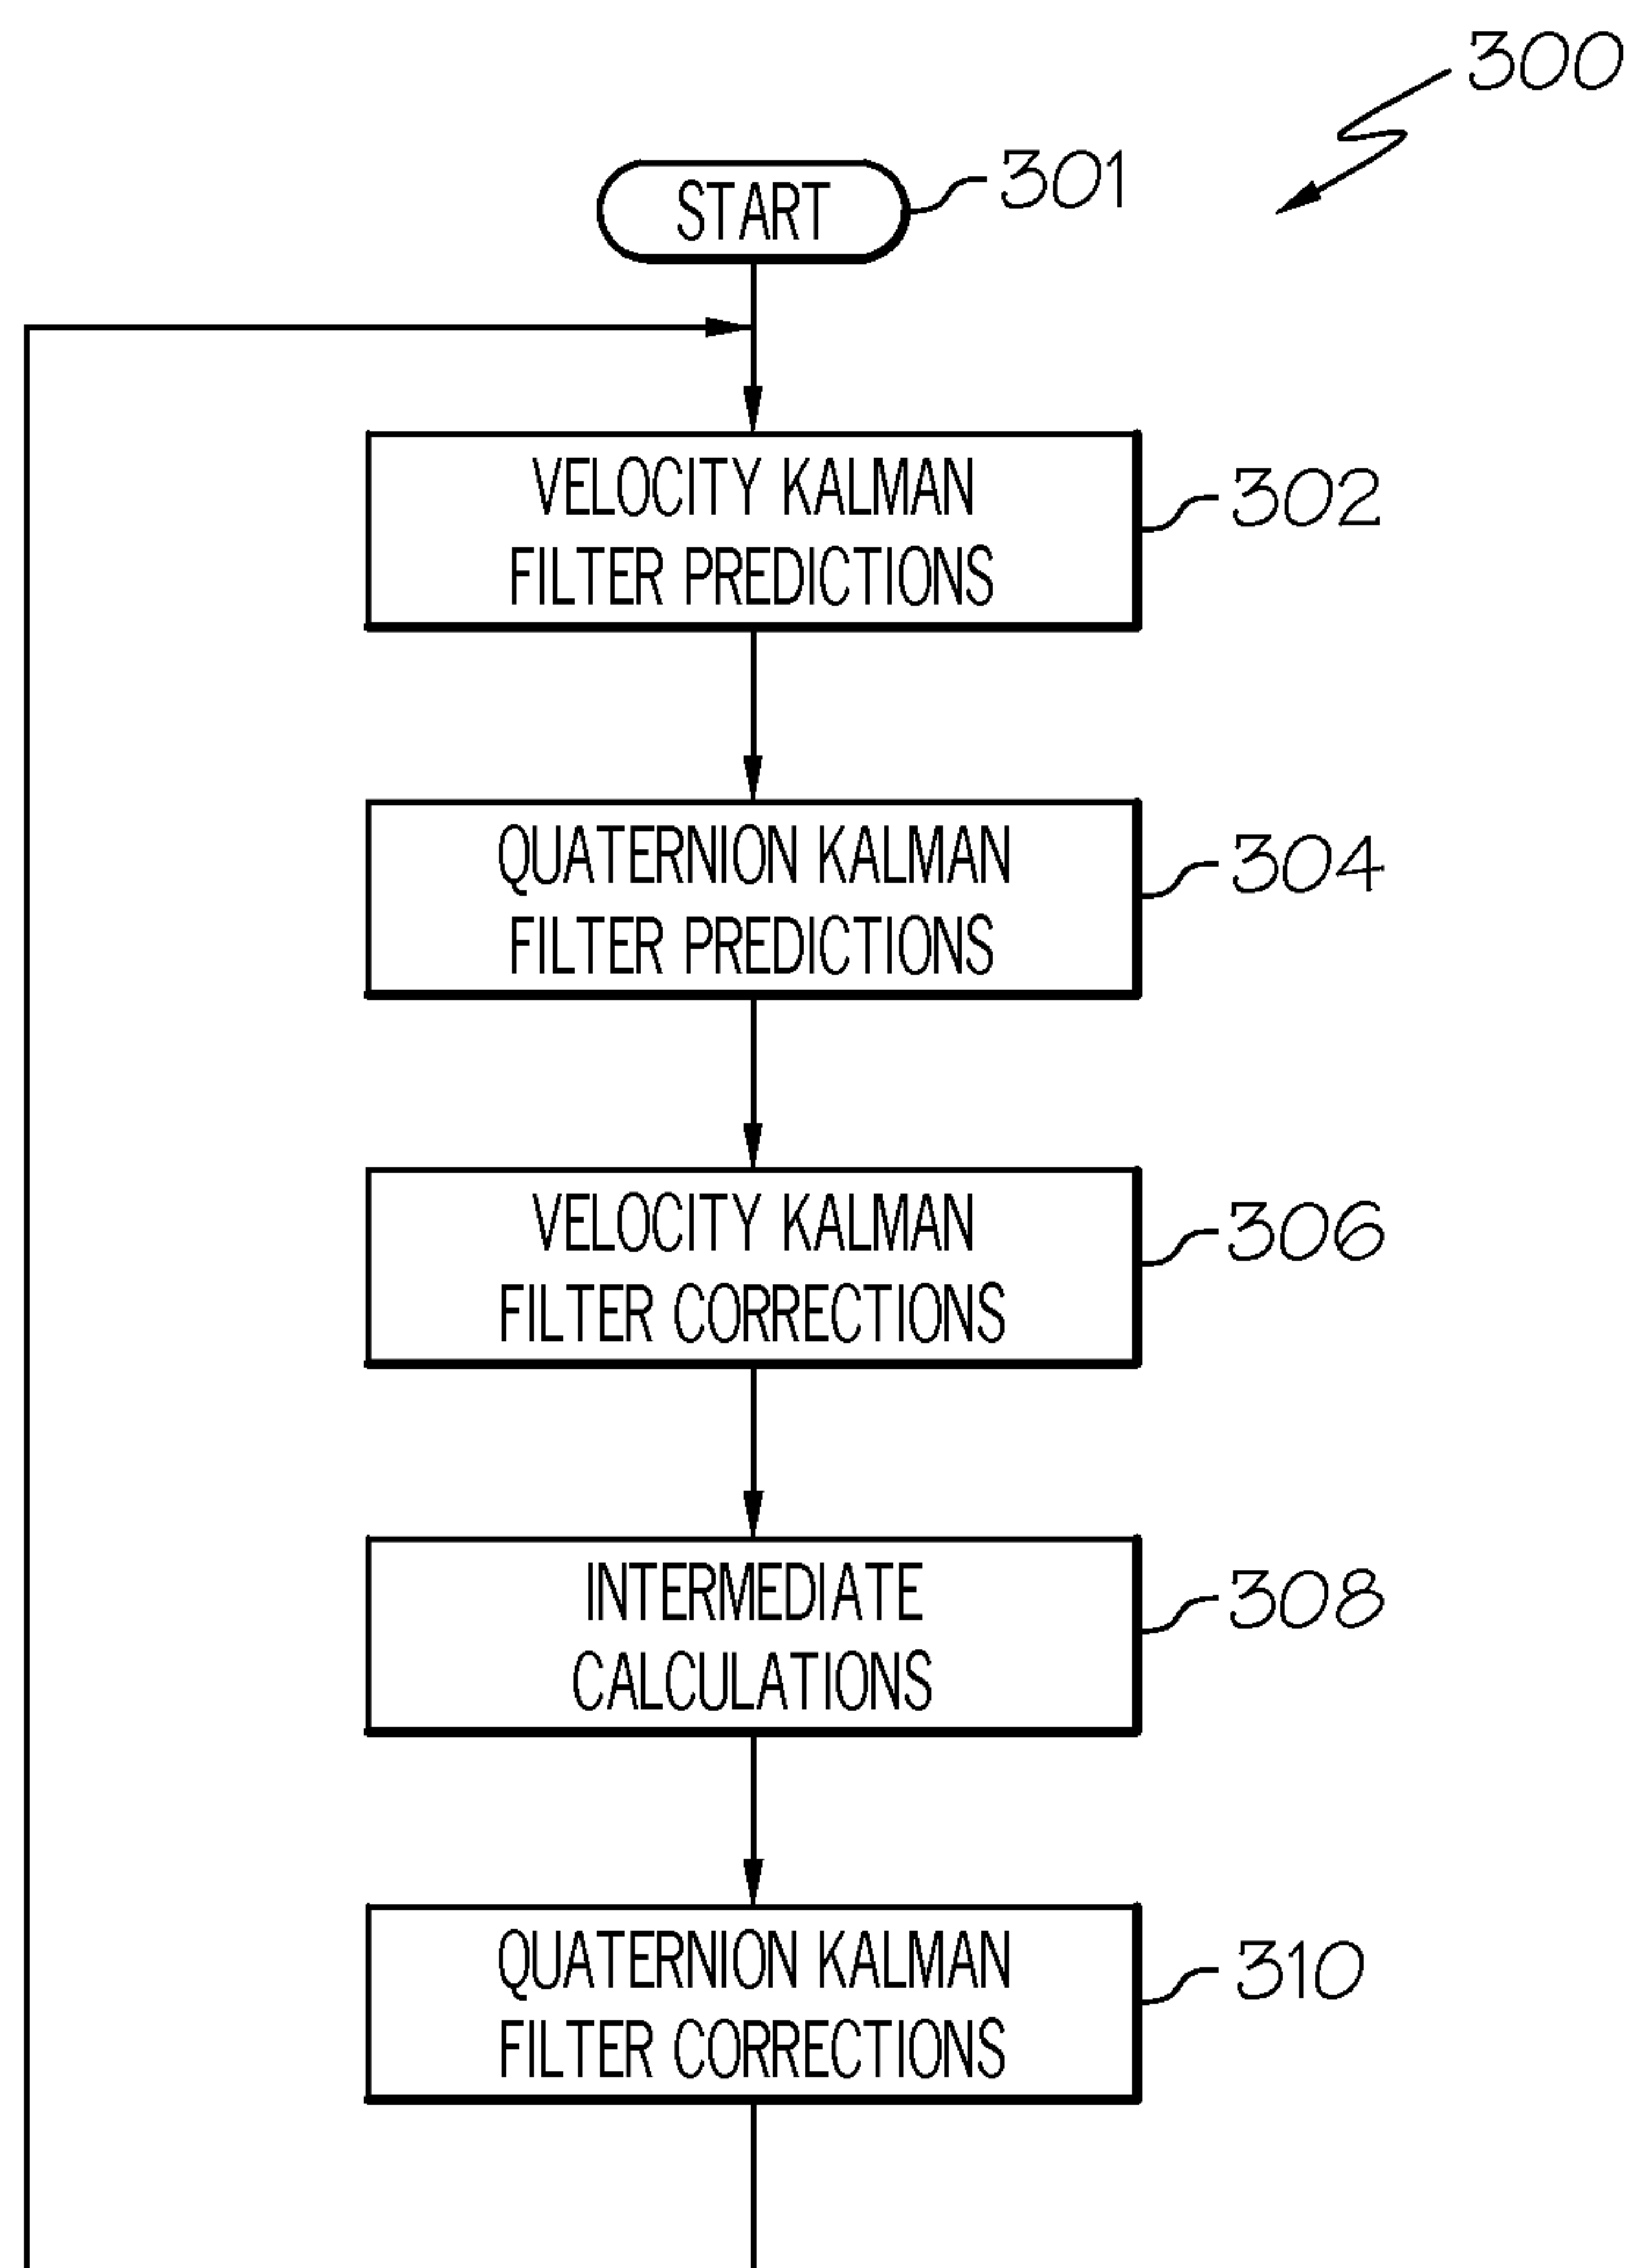 300
START
301
VELOCITY KALMAN
FILTER PREDICTIONS
302
QUATERNION KALMAN
FILTER PREDICTIONS
304
VELOCITY KALMAN
FILTER CORRECTIONS
306
INTERMEDIATE
CALCULATIONS
308
QUATERNION KALMAN
FILTER CORRECTIONS
310